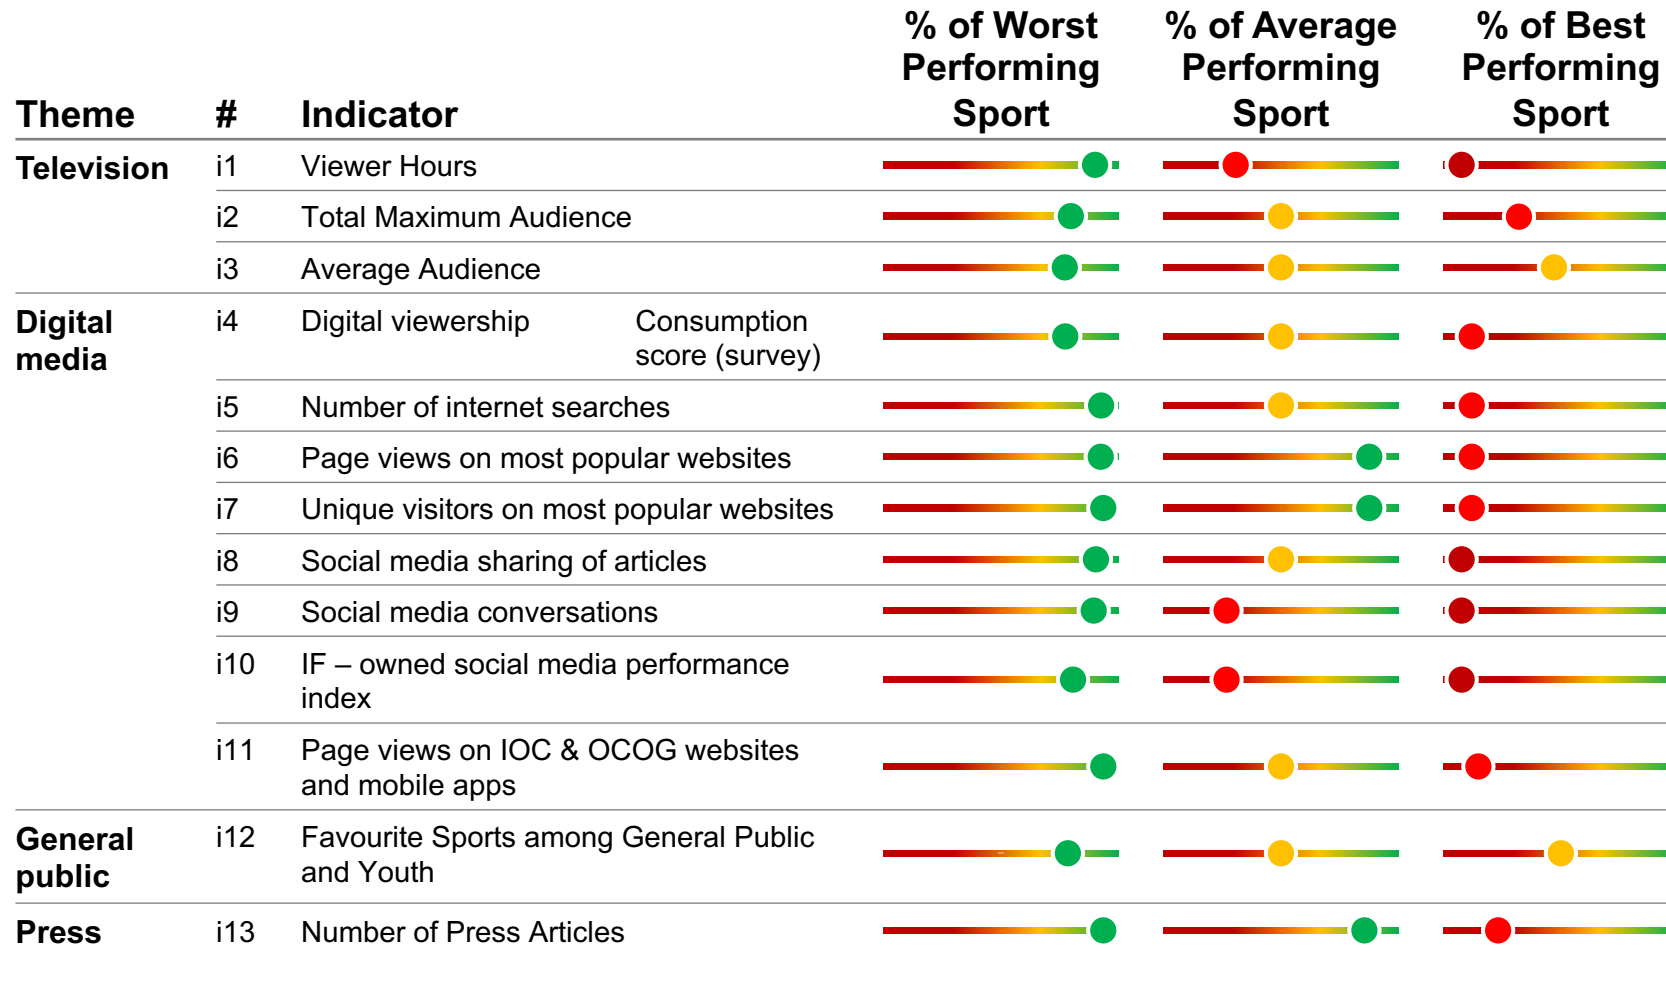 % of Worst Performing Sport
% of Average Performing Sport
% of Best Performing Sport
Theme # Indicator
Television i1 Viewer Hours
i2 Total Maximum Audience
i3 Average Audience
Digital media i4 Digital viewership Consumption score (survey)
i5 Number of internet searches
i6 Page views on most popular websites
i7 Unique visitors on most popular websites
i8 Social media sharing of articles
i9 Social media conversations
i10 IF – owned social media performance
index
i11 Page views on IOC & OCOG websites
and mobile apps
General public i12 Favourite Sports among General Public
and Youth
Press i13 Number of Press Articles